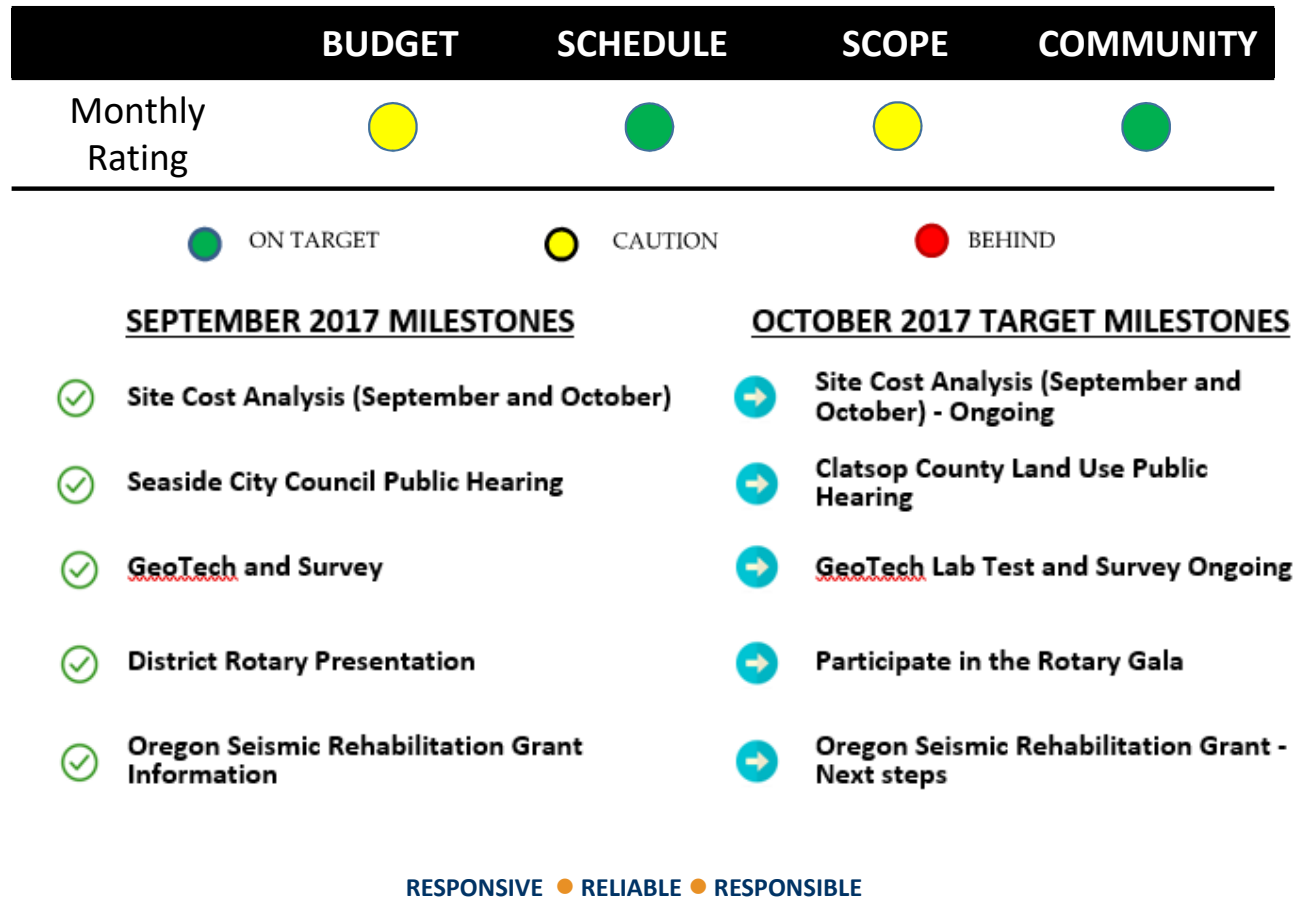 BUDGET SCHEDULE SCOPE COMMUNITY
Monthly
Rating
ON TARGET CAUTION BEHIND
SEPTEMBER 2017 MILESTONES
Site Cost Analysis (September and October)
Seaside City Council Public Hearing
GeoTech and Survey
District Rotary Presentation
Oregon Seismic Rehabilitation Grant
Information
OCTOBER 2017 TARGET MILESTONES
Site Cost Analysis (September and
October) - Ongoing
Clatsop County Land Use Public
Hearing
GeoTech Lab Test and Survey Ongoing
Participate in the Rotary Gala
Oregon Seismic Rehabilitation Grant -
Next steps
RESPONSIVE ● RELIABLE ● RESPONSIBLE